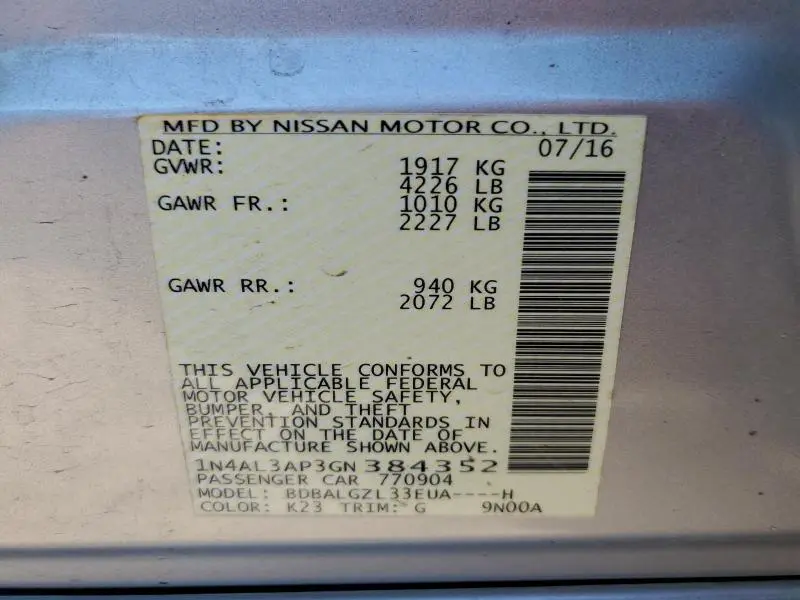 MFD BY NISSAN MOTOR CO., LTD.
DATE: 07/16
GVWR: 1917 KG
4226 LB
GAWR FR.: 1010 KG
2227 LB
GAWR RR.: 940 KG
2072 LB
THIS VEHICLE CONFORMS TO
ALL APPLICABLE FEDERAL
MOTOR VEHICLE SAFETY,
BUMPER, AND THEFT
PREVENTION STANDARDS IN
EFFECT ON THE DATE OF
MANUFACTURE SHOWN ABOVE.
1N4AL3AP3GN384352
PASSENGER CAR 770904
MODEL: BDBALGZL33EUA----H
COLOR: K23 TRIM: G 9N00A